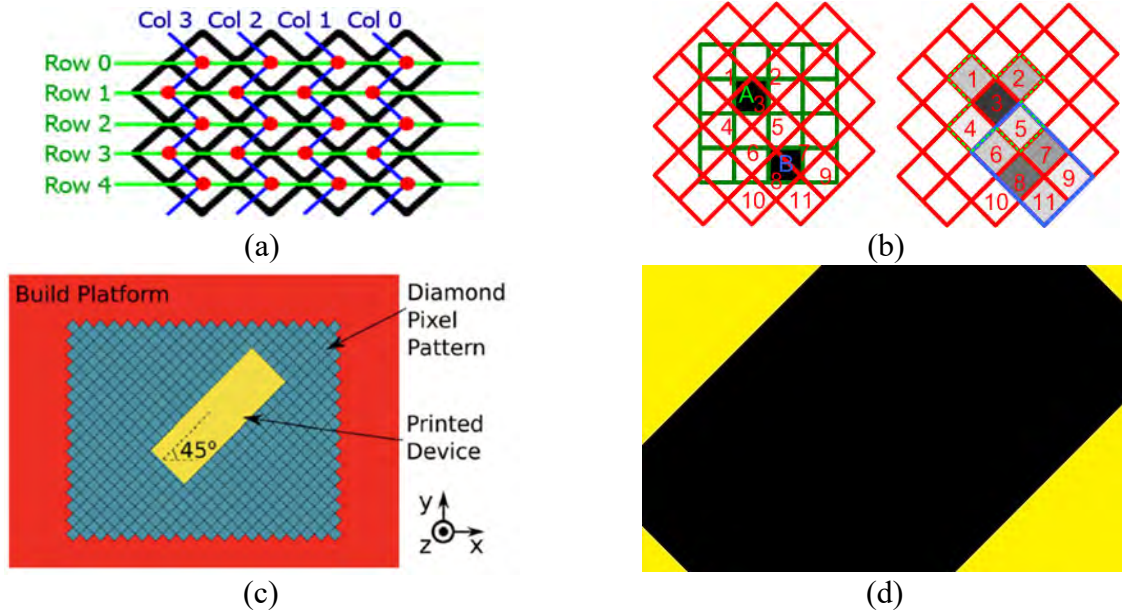 Col 3 Col 2 Col 1 Col 0
Row 0
Row 1
Row 2
Row 3
Row 4
(a)
1 2
A 3
4 5
6 7
B
8 9
10 11
1 2
3
4 5
6 7
8 9
10 11
(b)
Build Platform
Diamond
Pixel
Pattern
Printed
Device
45°
y
z x
(c)
(d)